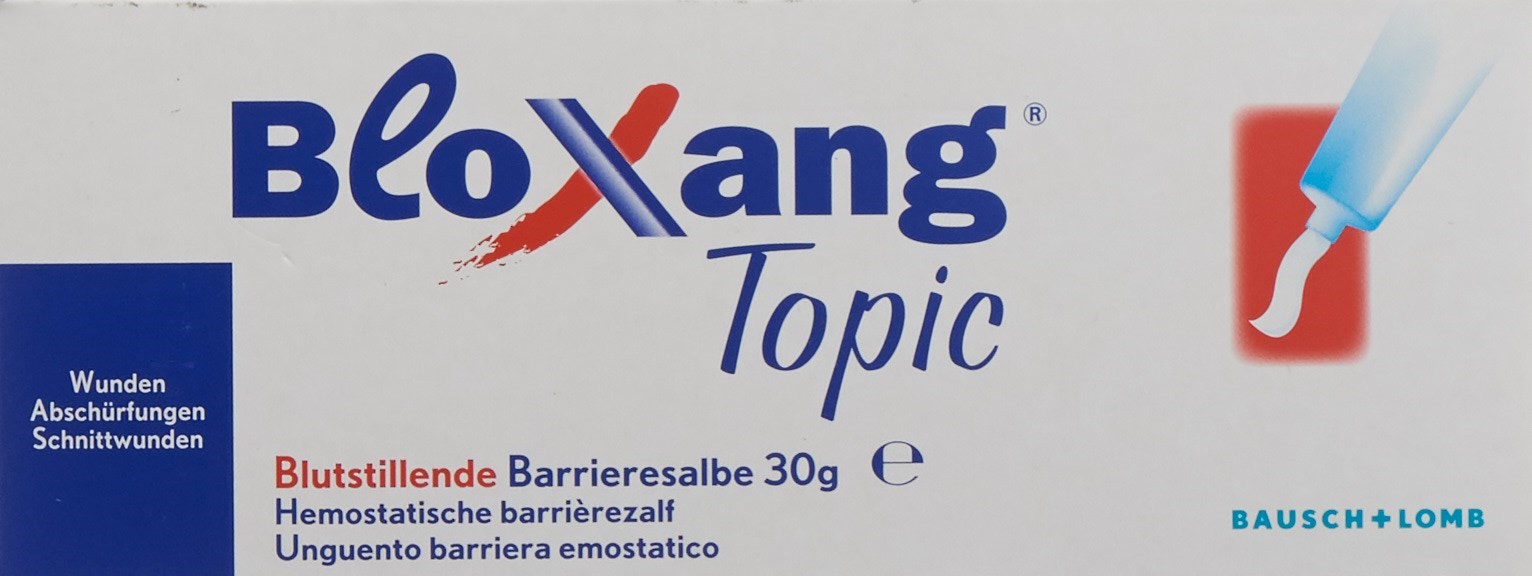 BloXang®
Topic
Wunden
Abschürfungen
Schnittwunden
Blutstillende Barrieresalbe 30g ℮
Hemostatische barrièrezalf
Unguento barriera emostatico
BAUSCH+LOMB